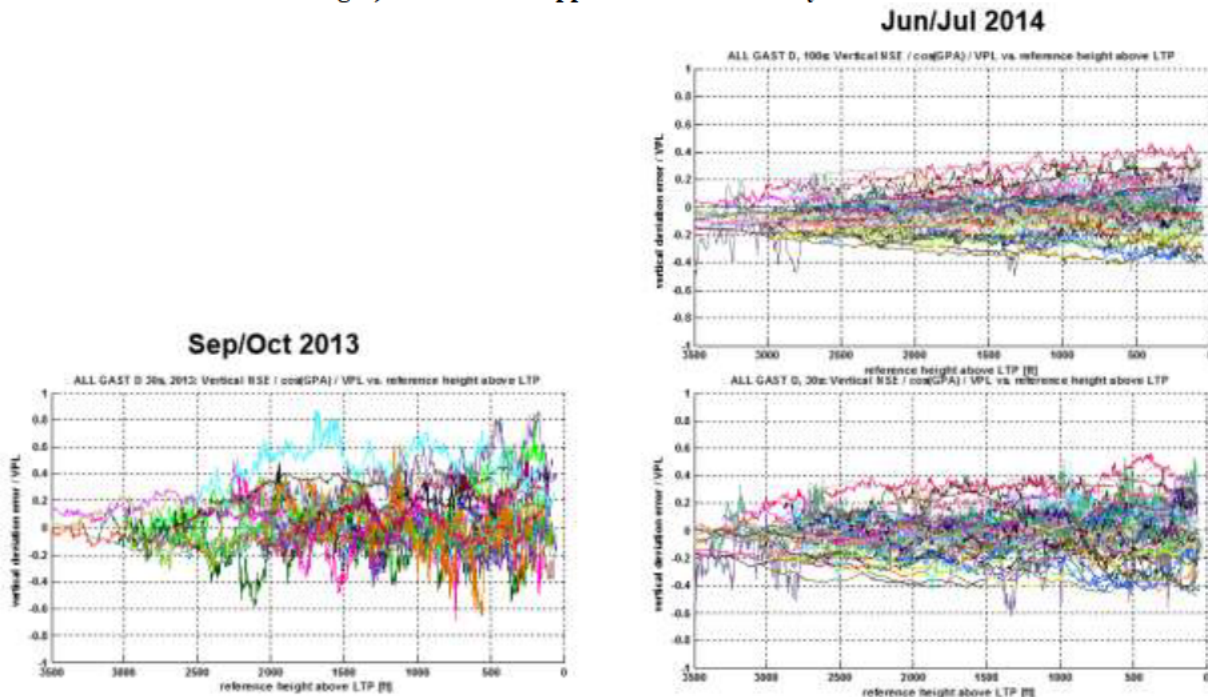 Jun/Jul 2014
ALL GAST D, 100s: Vertical NSE / cos(GPA) / VPL vs. reference height above LTP
vertical deviation error / VPL
1
0.8
0.6
0.4
0.2
0
-0.2
-0.4
-0.6
-0.8
-1
3500 3000 2500 2000 1500 1000 500 0
reference height above LTP [ft]
Sep/Oct 2013
ALL GAST D 30s, 2013: Vertical NSE / cos(GPA) / VPL vs. reference height above LTP
vertical deviation error / VPL
1
0.8
0.6
0.4
0.2
0
-0.2
-0.4
-0.6
-0.8
-1
3500 3000 2500 2000 1500 1000 500 0
reference height above LTP [ft]
ALL GAST D, 30s: Vertical NSE / cos(GPA) / VPL vs. reference height above LTP
vertical deviation error / VPL
1
0.8
0.6
0.4
0.2
0
-0.2
-0.4
-0.6
-0.8
-1
3500 3000 2500 2000 1500 1000 500 0
reference height above LTP [ft]